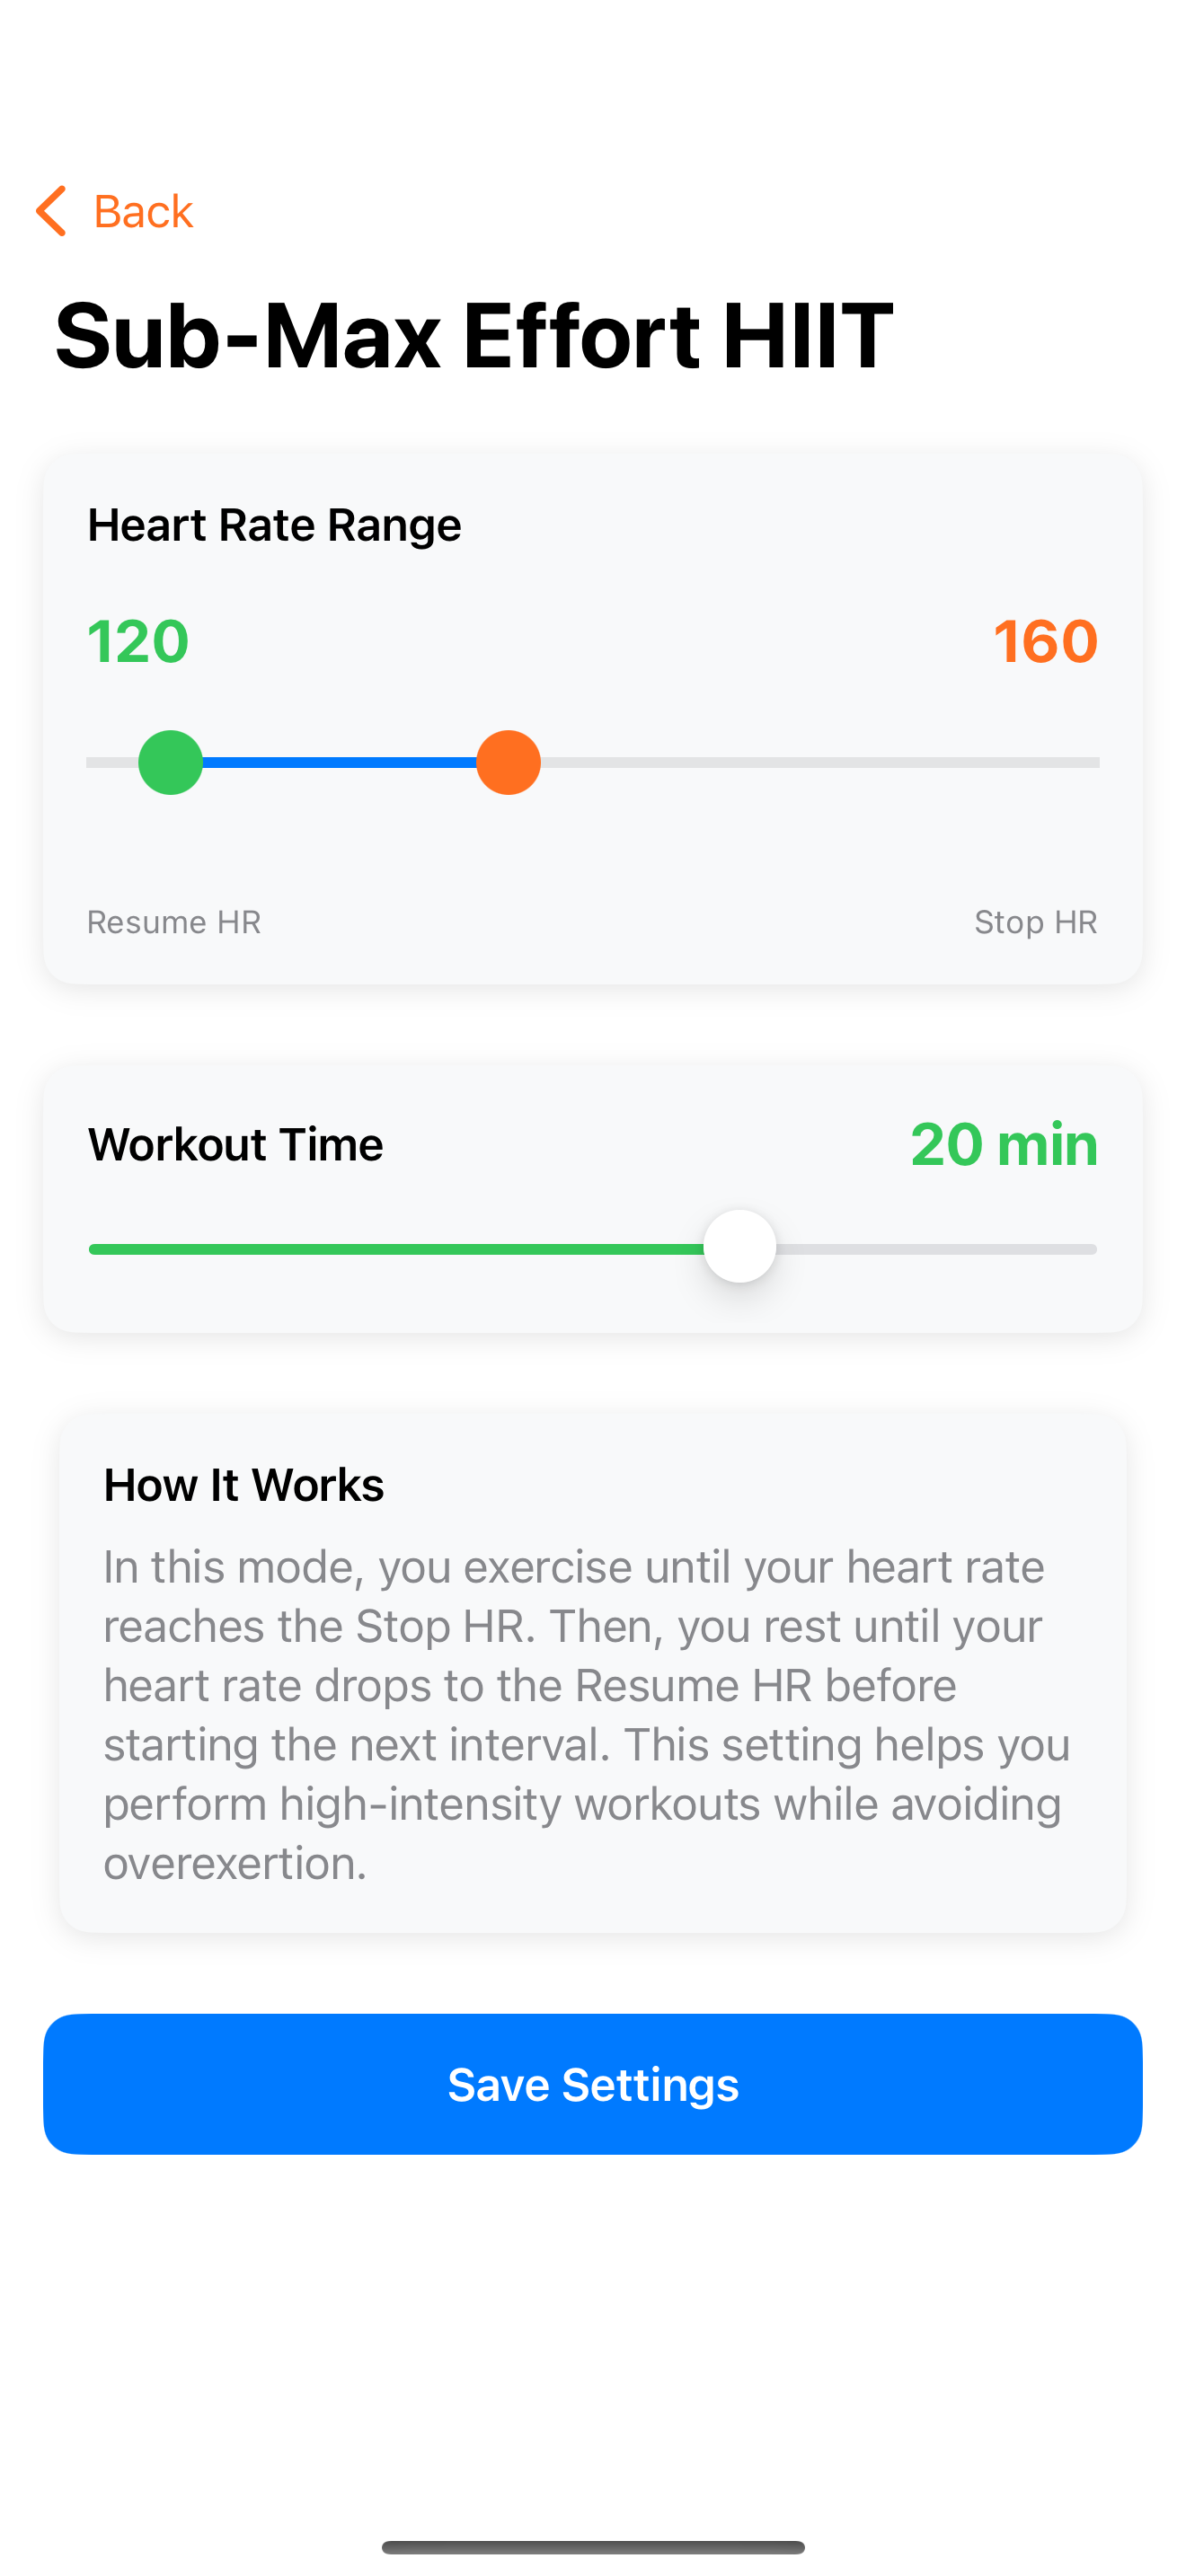 Back
Sub-Max Effort HIIT
Heart Rate Range
120 160
Resume HR Stop HR
Workout Time 20 min
How It Works
In this mode, you exercise until your heart rate
reaches the Stop HR. Then, you rest until your
heart rate drops to the Resume HR before
starting the next interval. This setting helps you
perform high-intensity workouts while avoiding
overexertion.
Save Settings